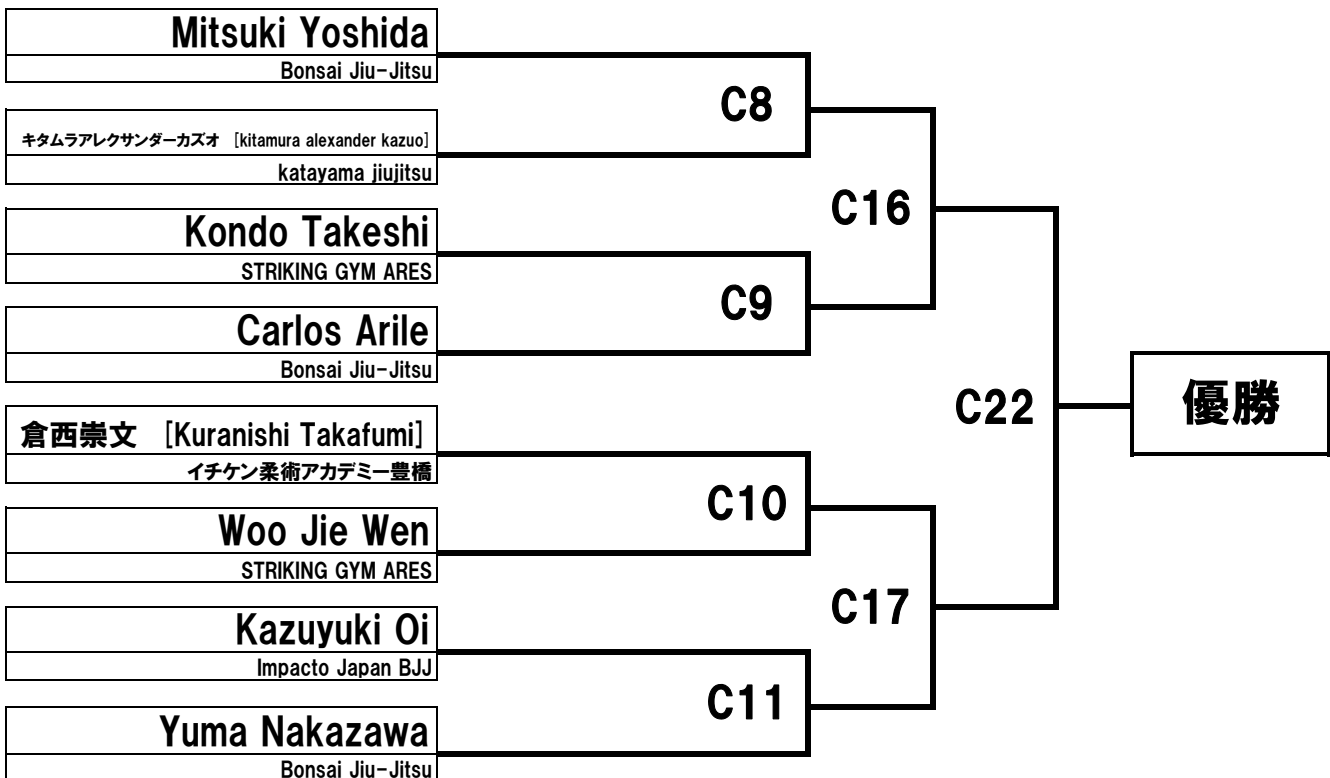 Mitsuki Yoshida
Bonsai Jiu-Jitsu
C8
キタムラアレクサンダーカズオ [kitamura alexander kazuo]
katayama jiujitsu
C16
Kondo Takeshi
STRIKING GYM ARES
C9
Carlos Arile
Bonsai Jiu-Jitsu
C22
優勝
倉西崇文 [Kuranishi Takafumi]
イチケン柔術アカデミー豊橋
C10
Woo Jie Wen
STRIKING GYM ARES
C17
Kazuyuki Oi
Impacto Japan BJJ
C11
Yuma Nakazawa
Bonsai Jiu-Jitsu